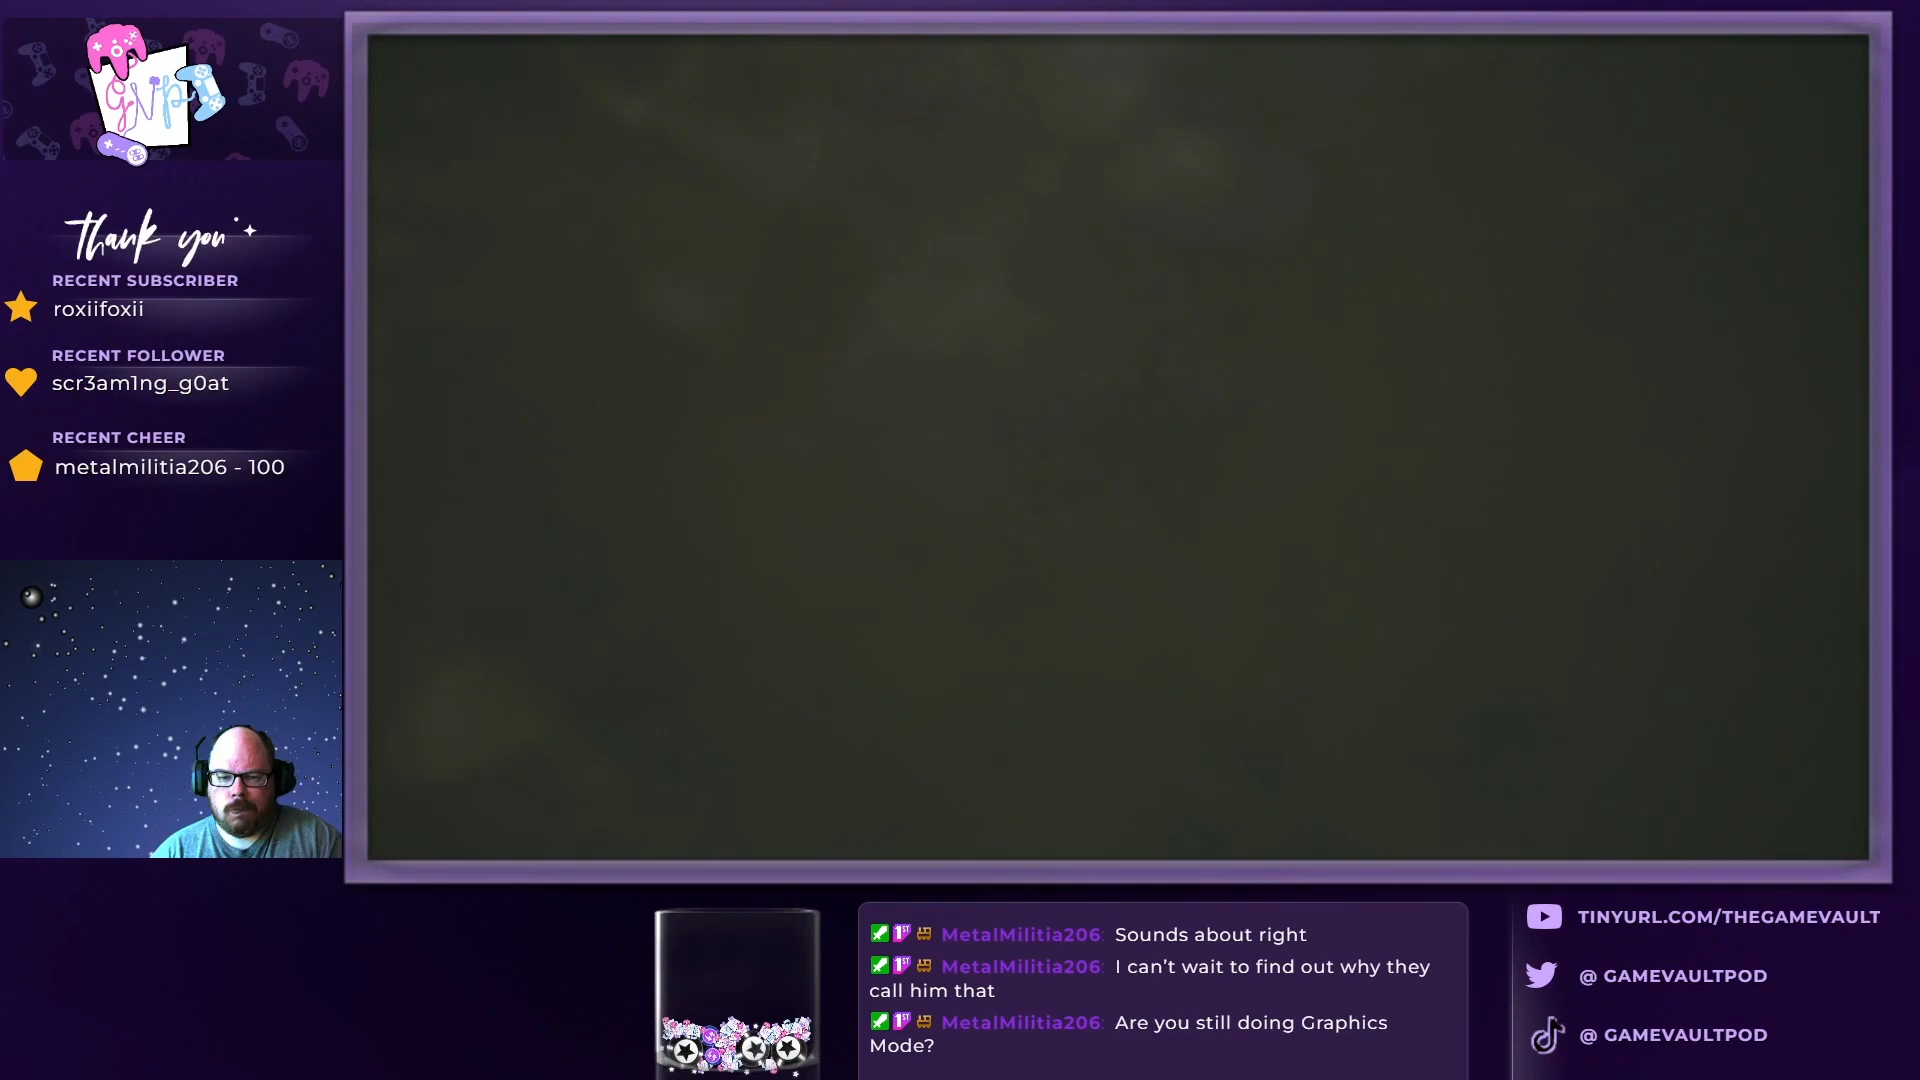 gvp
Thank you
RECENT SUBSCRIBER
roxiifoxii
RECENT FOLLOWER
scr3am1ng_g0at
RECENT CHEER
metalmilitia206 - 100
MetalMilitia206: Sounds about right
MetalMilitia206: I can’t wait to find out why they
call him that
MetalMilitia206: Are you still doing Graphics
Mode?
TINYURL.COM/THEGAMEVAULT
@ GAMEVAULTPOD
@ GAMEVAULTPOD